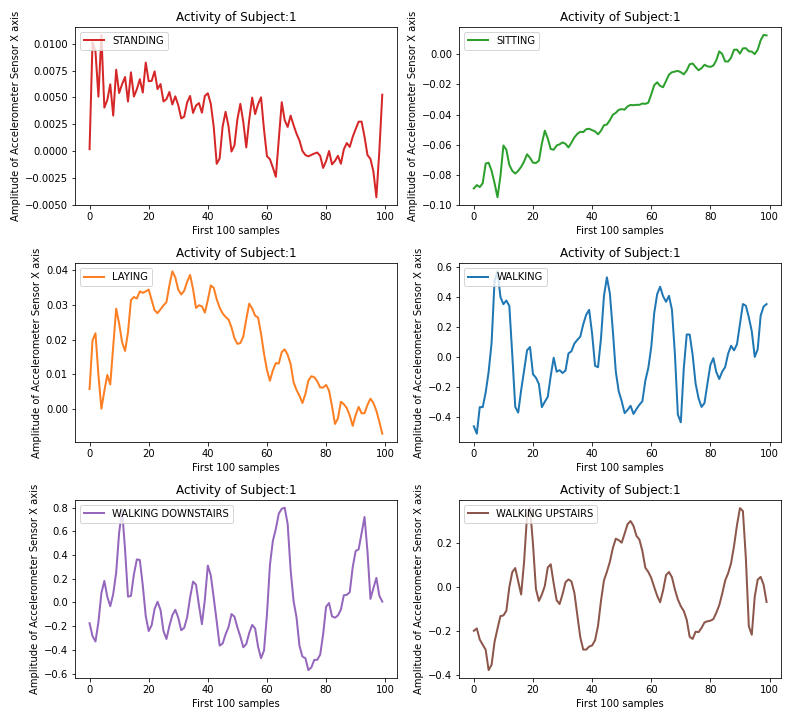 Activity of Subject:1
Amplitude of Accelerometer Sensor X axis
STANDING
0.0100
0.0075
0.0050
0.0025
0.0000
−0.0025
−0.0050
0 20 40 60 80 100
First 100 samples
Activity of Subject:1
Amplitude of Accelerometer Sensor X axis
SITTING
0.00
−0.02
−0.04
−0.06
−0.08
−0.10
0 20 40 60 80 100
First 100 samples
Activity of Subject:1
Amplitude of Accelerometer Sensor X axis
LAYING
0.04
0.03
0.02
0.01
0.00
0 20 40 60 80 100
First 100 samples
Activity of Subject:1
Amplitude of Accelerometer Sensor X axis
WALKING
0.6
0.4
0.2
0.0
−0.2
−0.4
0 20 40 60 80 100
First 100 samples
Activity of Subject:1
Amplitude of Accelerometer Sensor X axis
WALKING DOWNSTAIRS
0.8
0.6
0.4
0.2
0.0
−0.2
−0.4
−0.6
0 20 40 60 80 100
First 100 samples
Activity of Subject:1
Amplitude of Accelerometer Sensor X axis
WALKING UPSTAIRS
0.2
0.0
−0.2
−0.4
0 20 40 60 80 100
First 100 samples